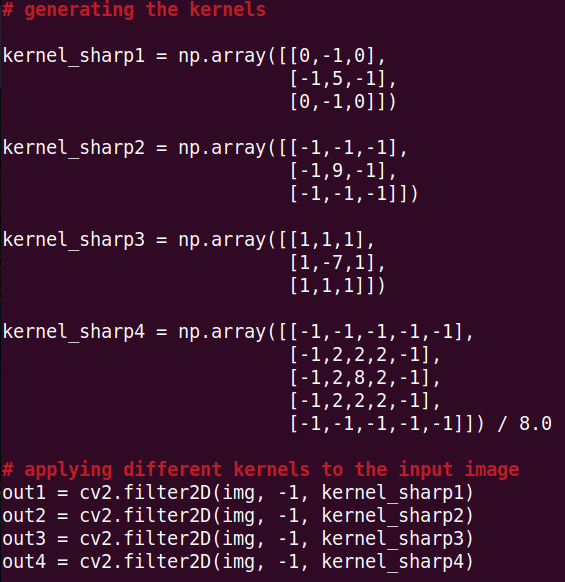 # generating the kernels
kernel_sharp1 = np.array([[0,-1,0],
[-1,5,-1],
[0,-1,0]])
kernel_sharp2 = np.array([[-1,-1,-1],
[-1,9,-1],
[-1,-1,-1]])
kernel_sharp3 = np.array([[1,1,1],
[1,-7,1],
[1,1,1]])
kernel_sharp4 = np.array([[-1,-1,-1,-1,-1],
[-1,2,2,2,-1],
[-1,2,8,2,-1],
[-1,2,2,2,-1],
[-1,-1,-1,-1,-1]]) / 8.0
# applying different kernels to the input image
out1 = cv2.filter2D(img, -1, kernel_sharp1)
out2 = cv2.filter2D(img, -1, kernel_sharp2)
out3 = cv2.filter2D(img, -1, kernel_sharp3)
out4 = cv2.filter2D(img, -1, kernel_sharp4)